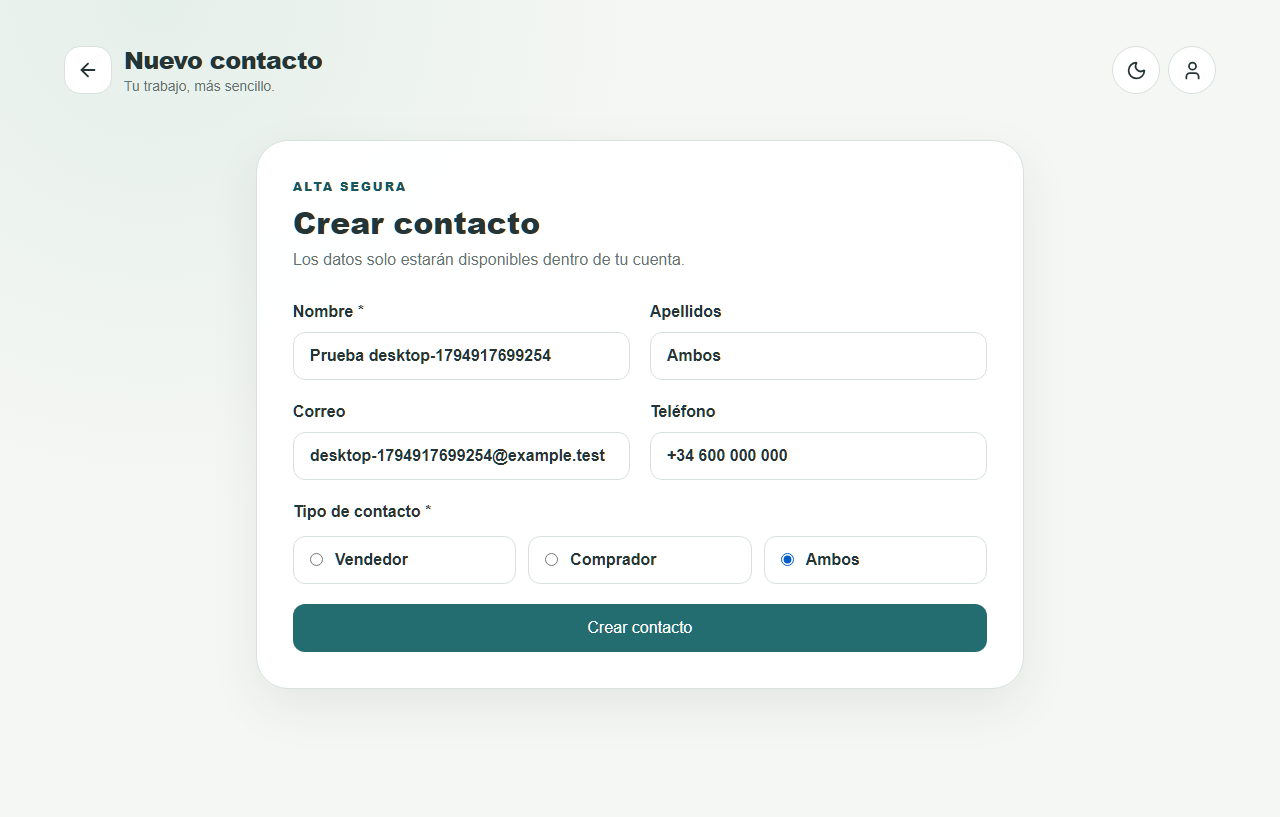 Nuevo contacto
Tu trabajo, más sencillo.
ALTA SEGURA
Crear contacto
Los datos solo estarán disponibles dentro de tu cuenta.
Nombre *
Apellidos
Prueba desktop-1794917699254
Ambos
Correo
Teléfono
desktop-1794917699254@example.test
+34 600 000 000
Tipo de contacto *
Vendedor
Comprador
Ambos
Crear contacto